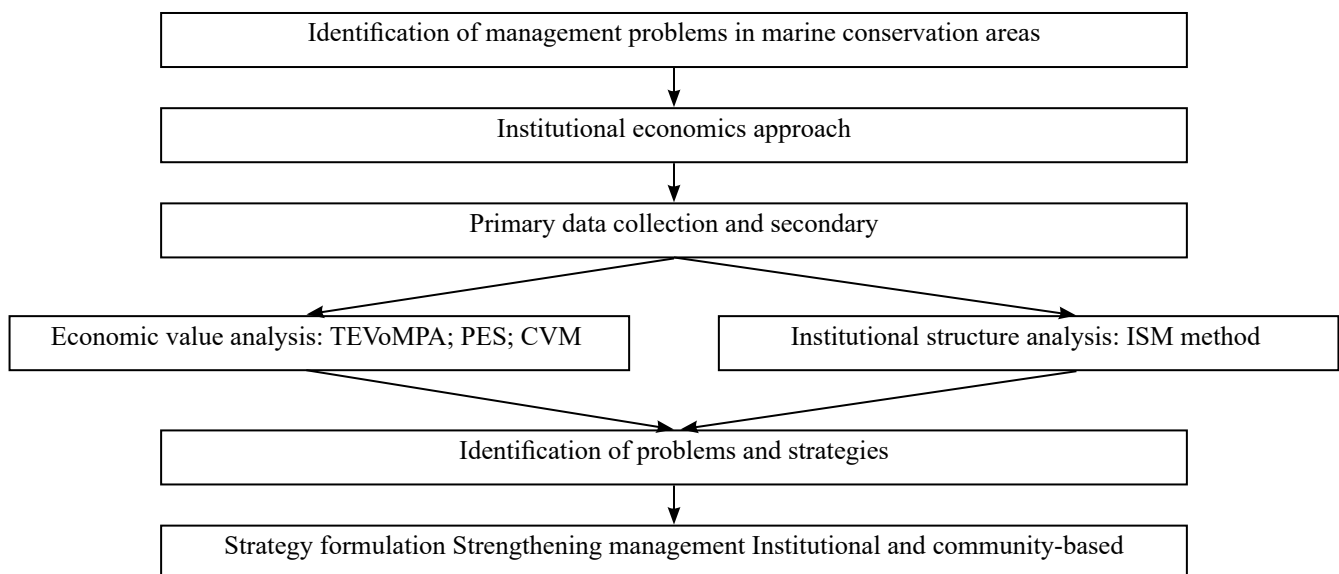 Identification of management problems in marine conservation areas
Institutional economics approach
Primary data collection and secondary
Economic value analysis: TEVoMPA; PES; CVM
Institutional structure analysis: ISM method
Identification of problems and strategies
Strategy formulation Strengthening management Institutional and community-based